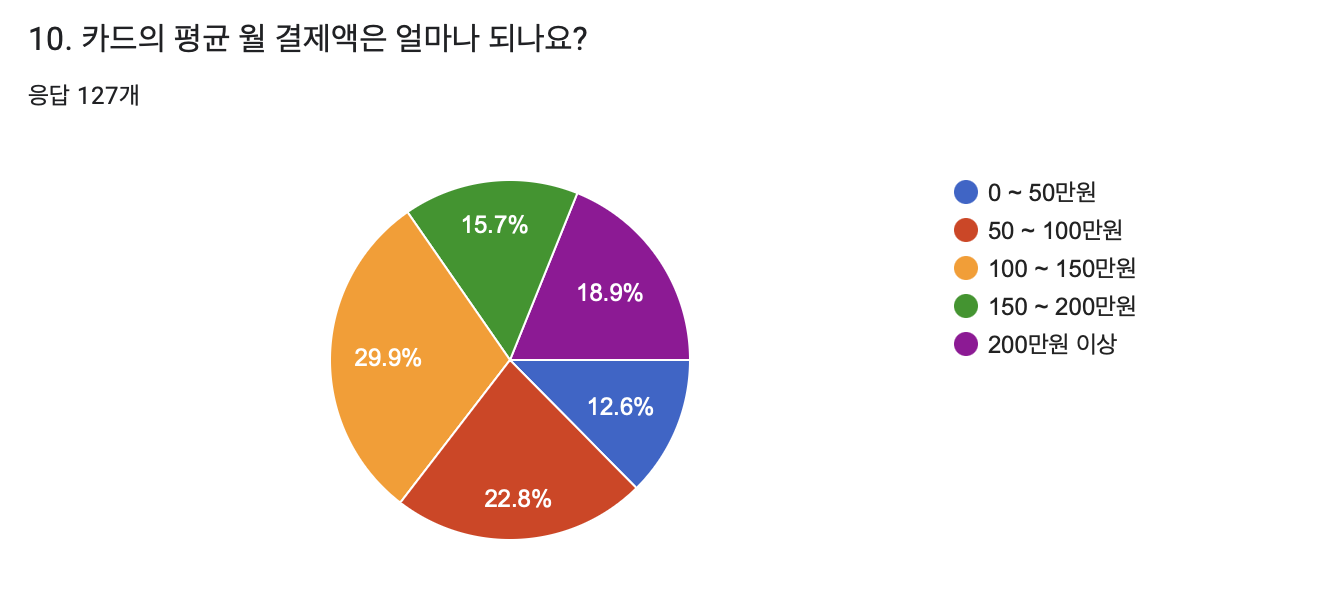 10. 카드의 평균 월 결제액은 얼마나 되나요?
응답 127개
15.7%
18.9%
29.9%
12.6%
22.8%
0 ~ 50만원
50 ~ 100만원
100 ~ 150만원
150 ~ 200만원
200만원 이상